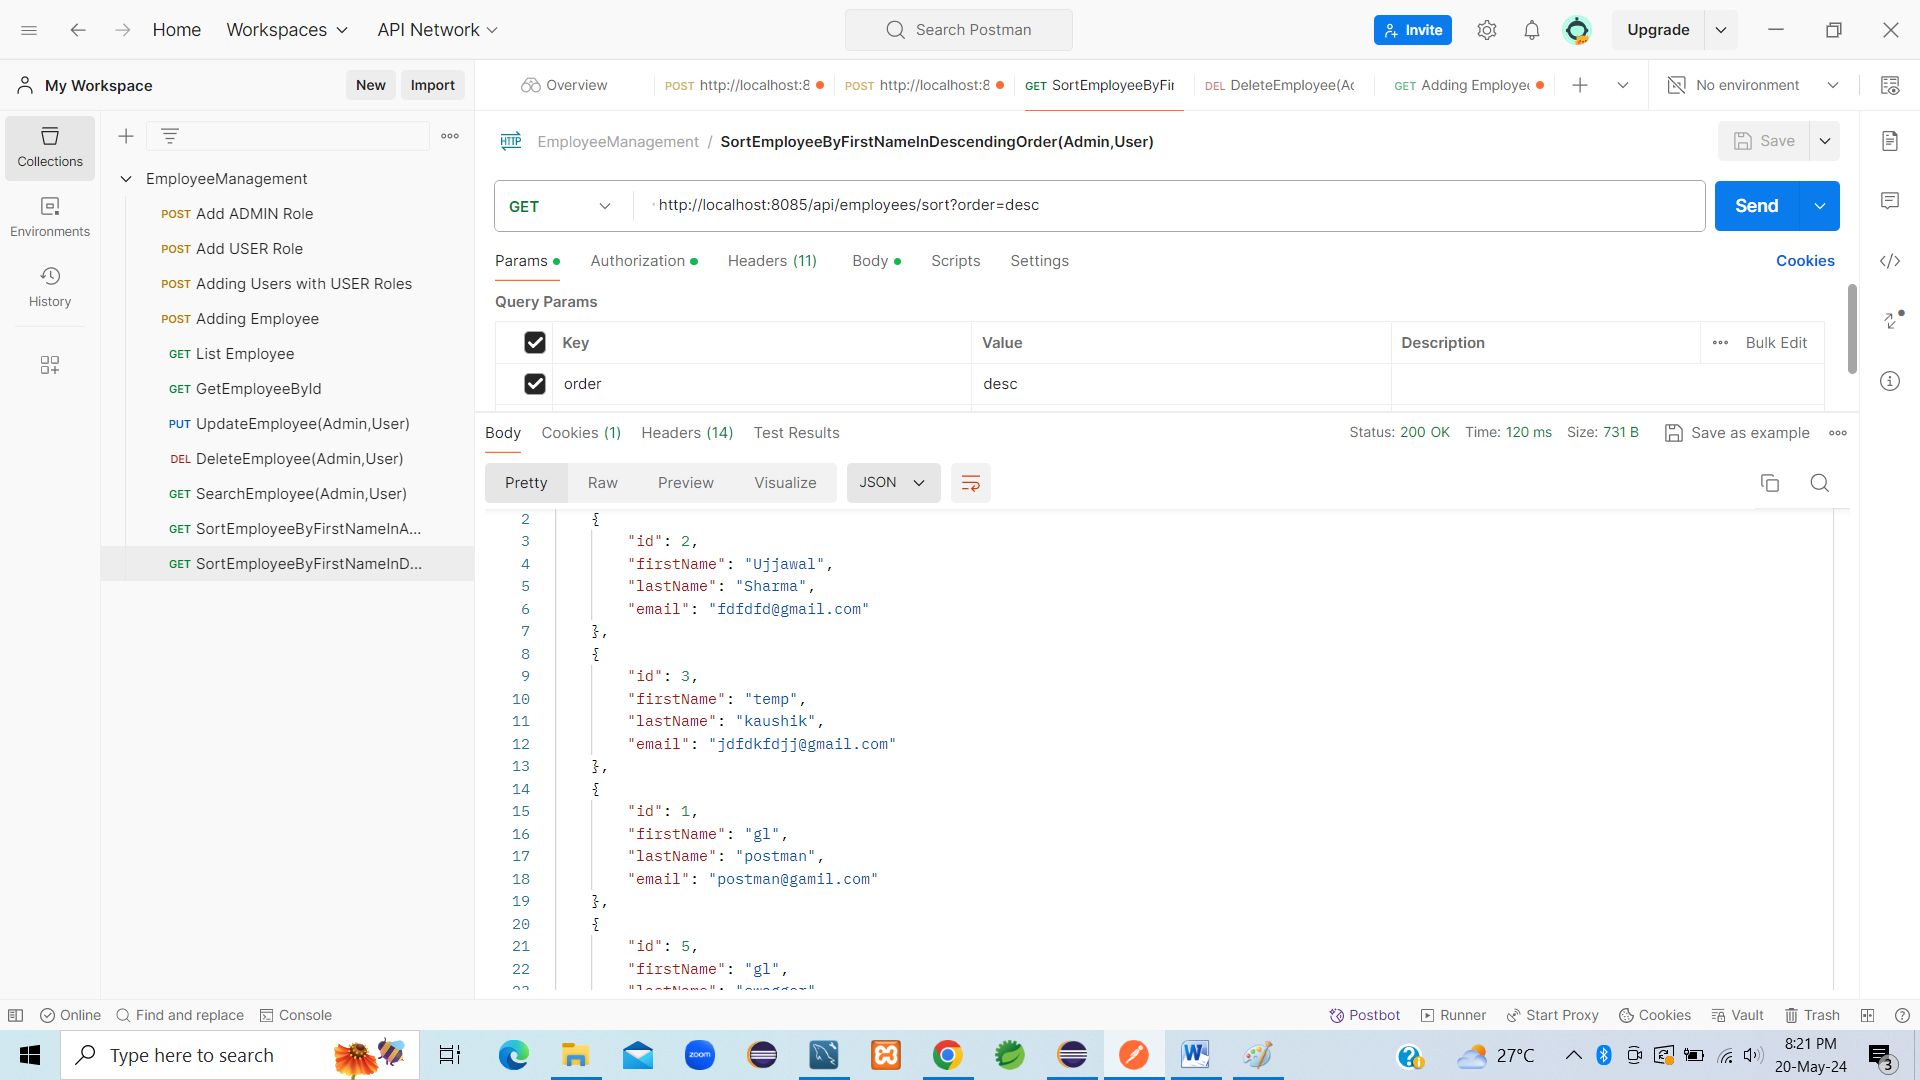 Home Workspaces API Network Search Postman Invite Upgrade
My Workspace New Import Overview POST http://localhost:8 POST http://localhost:8 GET SortEmployeeByFir DEL DeleteEmployee(Ad GET Adding Employee No environment
Collections
Environments
History
EmployeeManagement
POST Add ADMIN Role
POST Add USER Role
POST Adding Users with USER Roles
POST Adding Employee
GET List Employee
GET GetEmployeeById
PUT UpdateEmployee(Admin,User)
DEL DeleteEmployee(Admin,User)
GET SearchEmployee(Admin,User)
GET SortEmployeeByFirstNameInA...
GET SortEmployeeByFirstNameInD...
HTTP EmployeeManagement / SortEmployeeByFirstNameInDescendingOrder(Admin,User) Save
GET http://localhost:8085/api/employees/sort?order=desc Send
Params Authorization Headers (11) Body Scripts Settings Cookies
Query Params
Key Value Description Bulk Edit
order desc
Body Cookies (1) Headers (14) Test Results Status: 200 OK Time: 120 ms Size: 731 B Save as example
Pretty Raw Preview Visualize JSON
2 {
3 "id": 2,
4 "firstName": "Ujjawal",
5 "lastName": "Sharma",
6 "email": "fdfdfd@gmail.com"
7 },
8 {
9 "id": 3,
10 "firstName": "temp",
11 "lastName": "kaushik",
12 "email": "jdfdkfdjj@gmail.com"
13 },
14 {
15 "id": 1,
16 "firstName": "gl",
17 "lastName": "postman",
18 "email": "postman@gamil.com"
19 },
20 {
21 "id": 5,
22 "firstName": "gl",
23 "lastName": "swagger"
Online Find and replace Console Postbot Runner Start Proxy Cookies Vault Trash
Type here to search zoom 27°C 8:21 PM
20-May-24 3